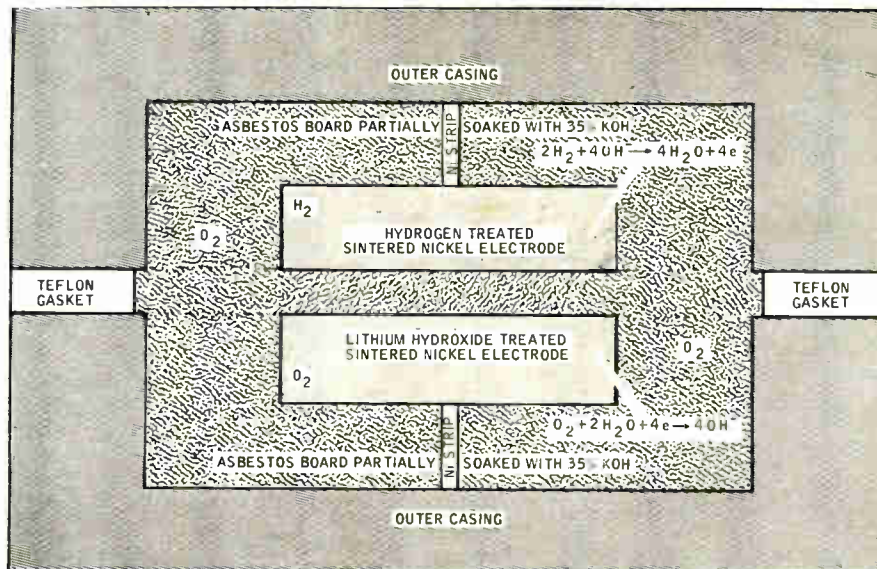 OUTER CASING
ASBESTOS BOARD PARTIALLY
Ni STRIP
SOAKED WITH 35% KOH
2H₂+4OH → 4H₂O+4e
H₂
HYDROGEN TREATED
SINTERED NICKEL ELECTRODE
O₂
TEFLON
GASKET
TEFLON
GASKET
LITHIUM HYDROXIDE TREATED
SINTERED NICKEL ELECTRODE
O₂
O₂
O₂+2H₂O+4e → 4OH
ASBESTOS BOARD PARTIALLY
Ni STRIP
SOAKED WITH 35% KOH
OUTER CASING